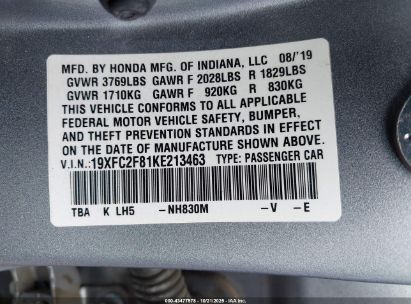 MFD. BY HONDA MFG. OF INDIANA, LLC 08/'19
GVWR 3769LBS GAWR F 2028LBS R 1829LBS
GVWR 1710KG GAWR F 920KG R 830KG
THIS VEHICLE CONFORMS TO ALL APPLICABLE
FEDERAL MOTOR VEHICLE SAFETY, BUMPER,
AND THEFT PREVENTION STANDARDS IN EFFECT
ON THE DATE OF MANUFACTURE SHOWN ABOVE.
V.I.N.:19XFC2F81KE213463 TYPE: PASSENGER CAR
TBA K LH5 -NH830M -V -E